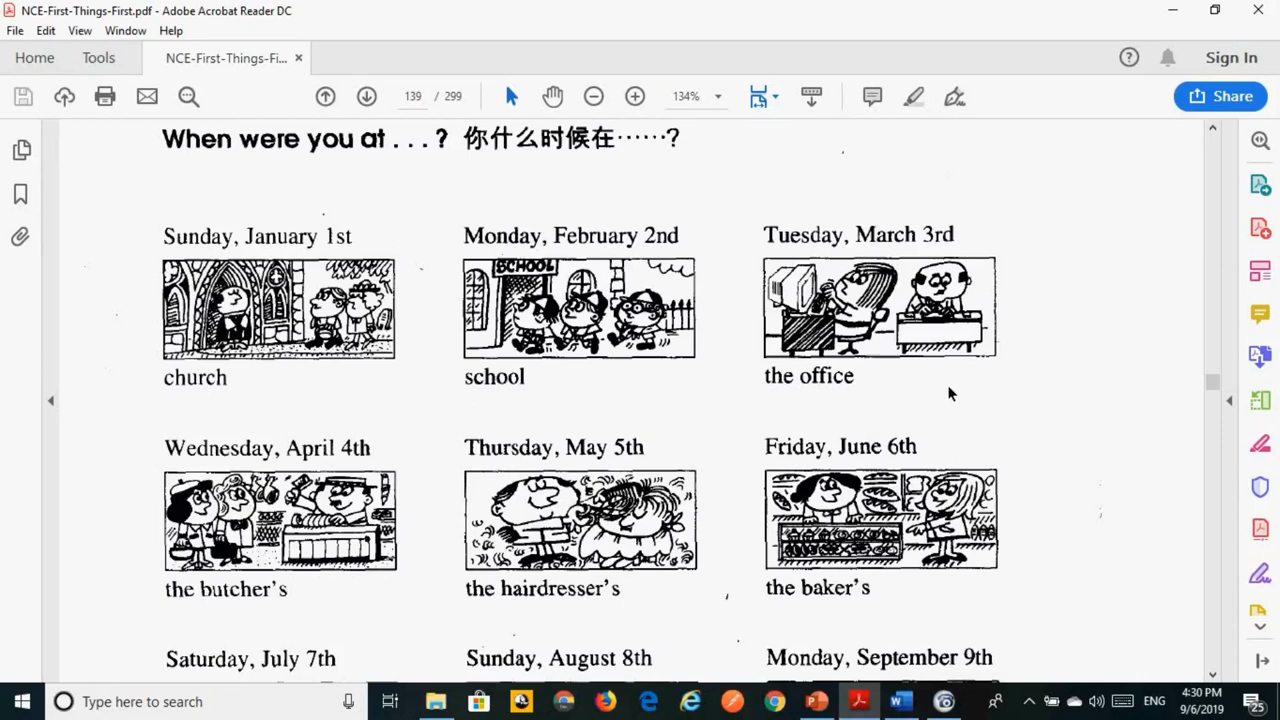 NCE-First-Things-First.pdf - Adobe Acrobat Reader DC
File Edit View Window Help
Home Tools NCE-First-Things-Fi... × Sign In
139 / 299 134% Share
When were you at . . . ? 你什么时候在……?
Sunday, January 1st Monday, February 2nd Tuesday, March 3rd
SCHOOL
church school the office
Wednesday, April 4th Thursday, May 5th Friday, June 6th
the butcher's the hairdresser's the baker's
Saturday, July 7th Sunday, August 8th Monday, September 9th
Type here to search ENG 4:30 PM
9/6/2019 25